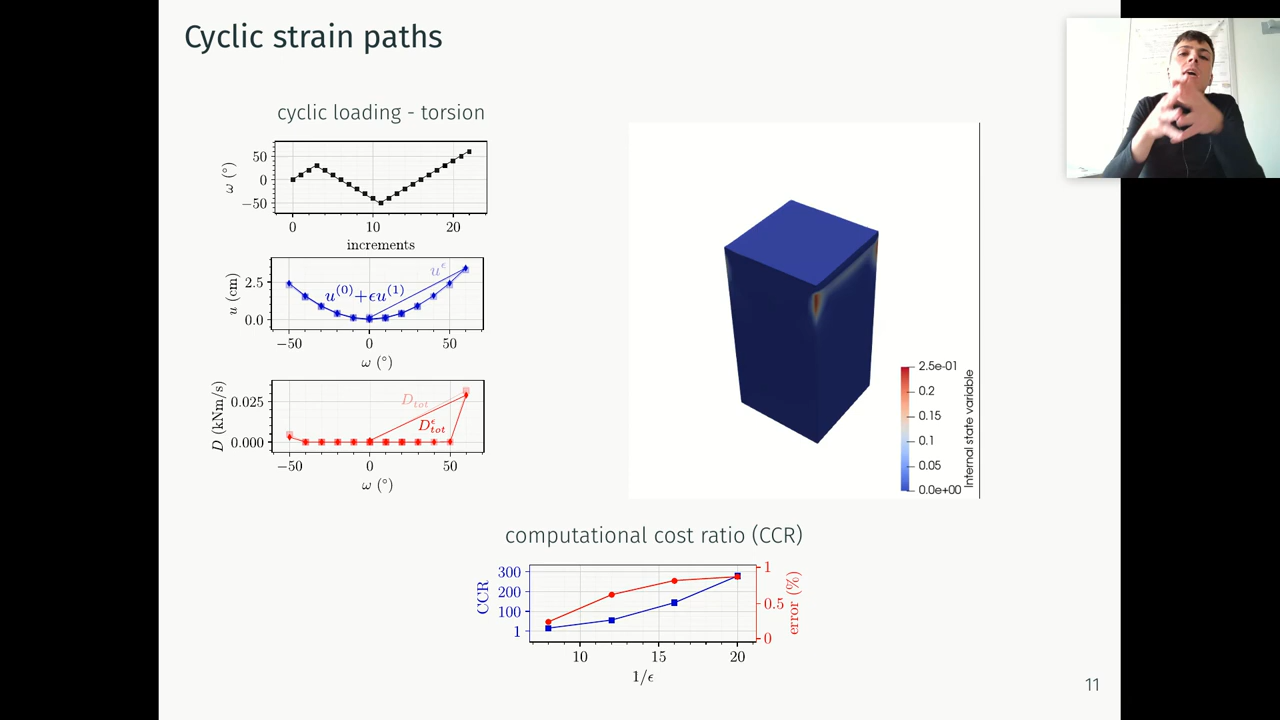 Cyclic strain paths
cyclic loading - torsion
ω (°)
50
0
−50
0
10
20
increments
u (cm)
2.5
0.0
u^ϵ
u^(0)+ϵu^(1)
−50
0
50
ω (°)
D (kNm/s)
0.025
0.000
D_tot
D^ϵ_tot
−50
0
50
ω (°)
2.5e-01
0.2
0.15
0.1
0.05
0.0e+00
Internal state variable
computational cost ratio (CCR)
CCR
300
200
100
1
1
0.5
0
error (%)
10
15
20
1/ϵ
11